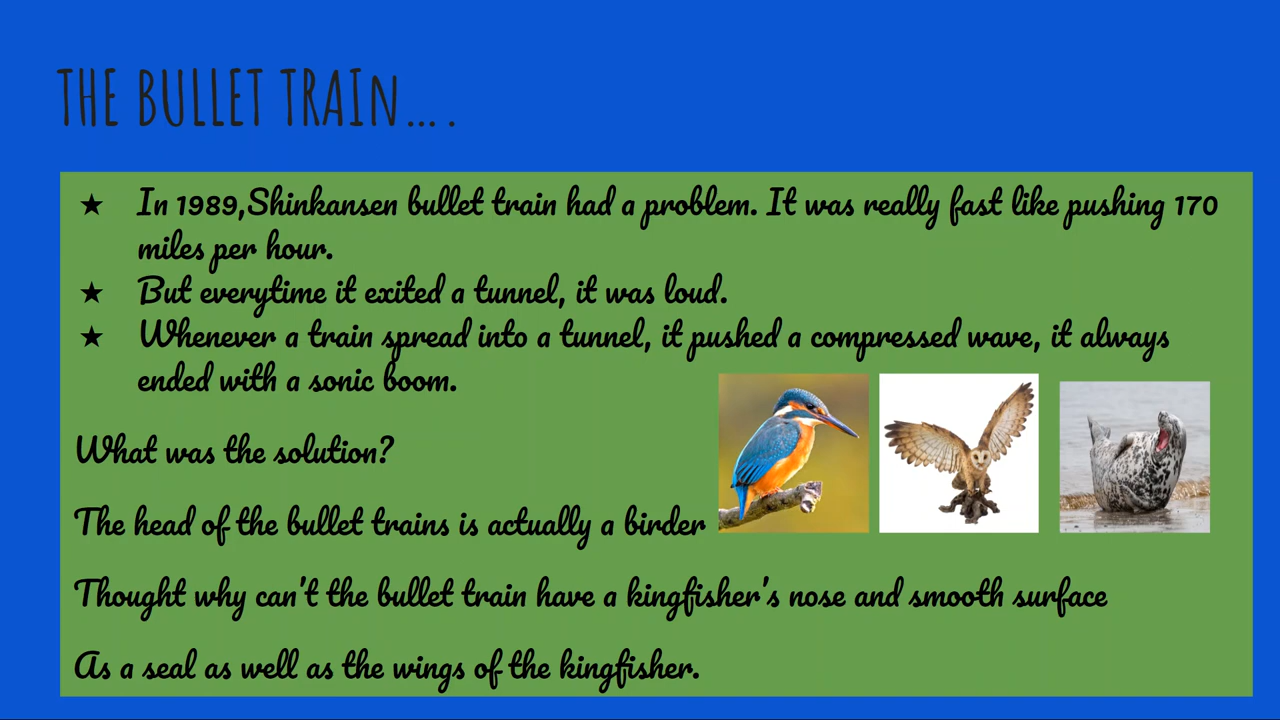 THE BULLET TRAIn....
★ In 1989,Shinkansen bullet train had a problem. It was really fast like pushing 170
miles per hour.
★ But everytime it exited a tunnel, it was loud.
★ Whenever a train spread into a tunnel, it pushed a compressed wave, it always
ended with a sonic boom.
What was the solution?
The head of the bullet trains is actually a birder
Thought why can't the bullet train have a kingfisher's nose and smooth surface
As a seal as well as the wings of the kingfisher.